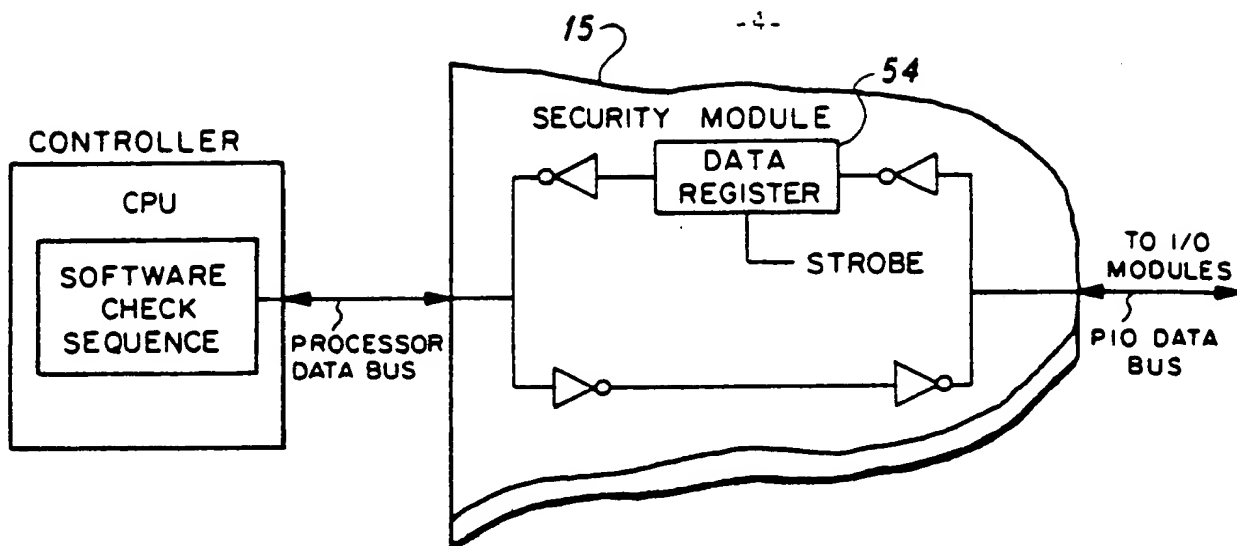 -4-
15
54
SECURITY MODULE
CONTROLLER
CPU
SOFTWARE
CHECK
SEQUENCE
DATA
REGISTER
STROBE
PROCESSOR
DATA BUS
TO I/O
MODULES
PIO DATA
BUS